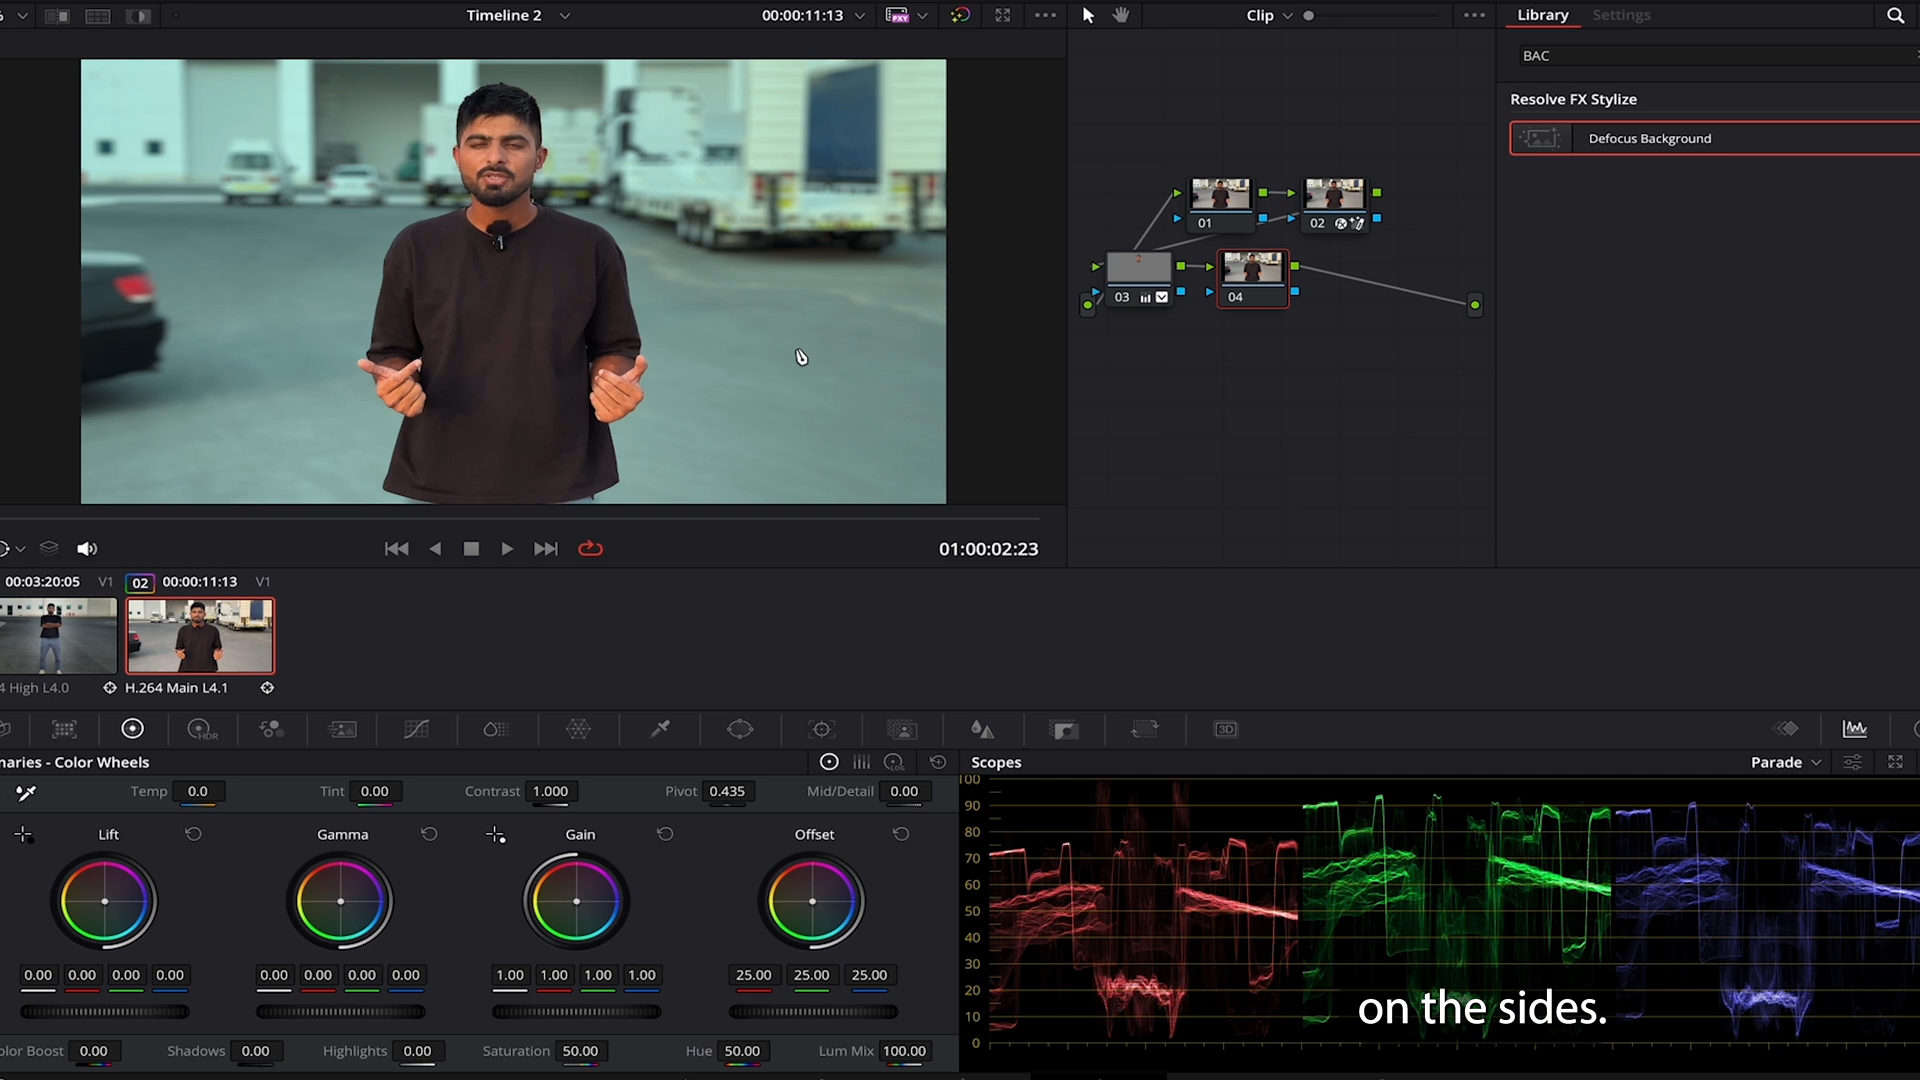 Timeline 2
00:00:11:13
PXY
Clip
Library
Settings
BAC
Resolve FX Stylize
Defocus Background
01
02
03
04
01:00:02:23
00:03:20:05
V1
02
00:00:11:13
V1
4 High L4.0
H.264 Main L4.1
HDR
3D
naries - Color Wheels
LOG
Scopes
Parade
Temp 0.0
Tint 0.00
Contrast 1.000
Pivot 0.435
Mid/Detail 0.00
Lift
Gamma
Gain
Offset
0.00 0.00 0.00 0.00
0.00 0.00 0.00 0.00
1.00 1.00 1.00 1.00
25.00 25.00 25.00
olor Boost 0.00
Shadows 0.00
Highlights 0.00
Saturation 50.00
Hue 50.00
Lum Mix 100.00
100
90
80
70
60
50
40
30
20
10
0
on the sides.